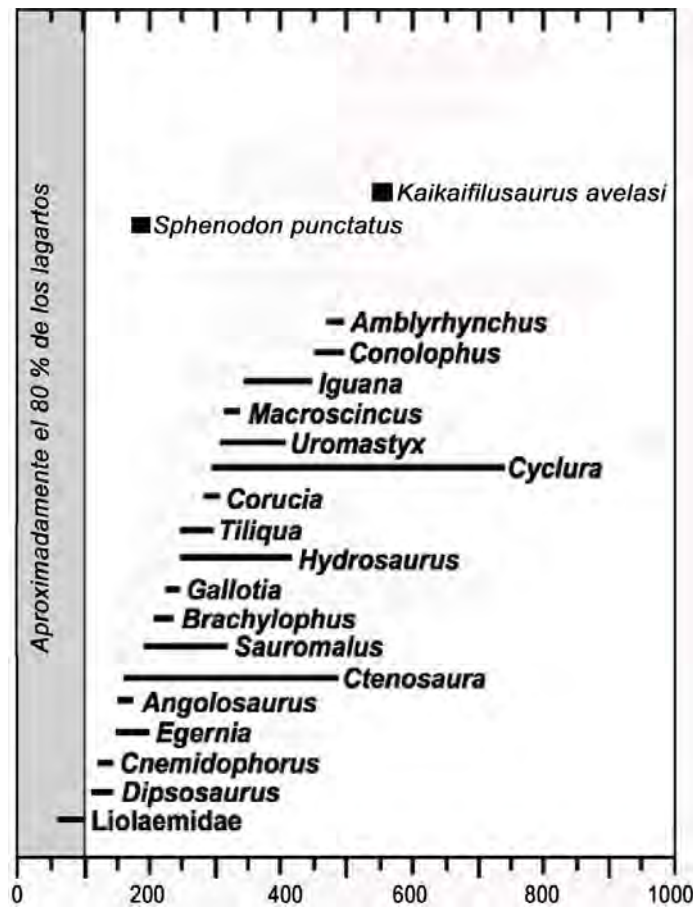 Aproximadamente el 80 % de los lagartos
Kaikaifilusaurus avelasi
Sphenodon punctatus
Amblyrhynchus
Conolophus
Iguana
Macroscincus
Uromastyx
Cyclura
Corucia
Tiliqua
Hydrosaurus
Gallotia
Brachylophus
Sauromalus
Ctenosaura
Angolosaurus
Egernia
Cnemidophorus
Dipsosaurus
Liolaemidae
0 200 400 600 800 1000